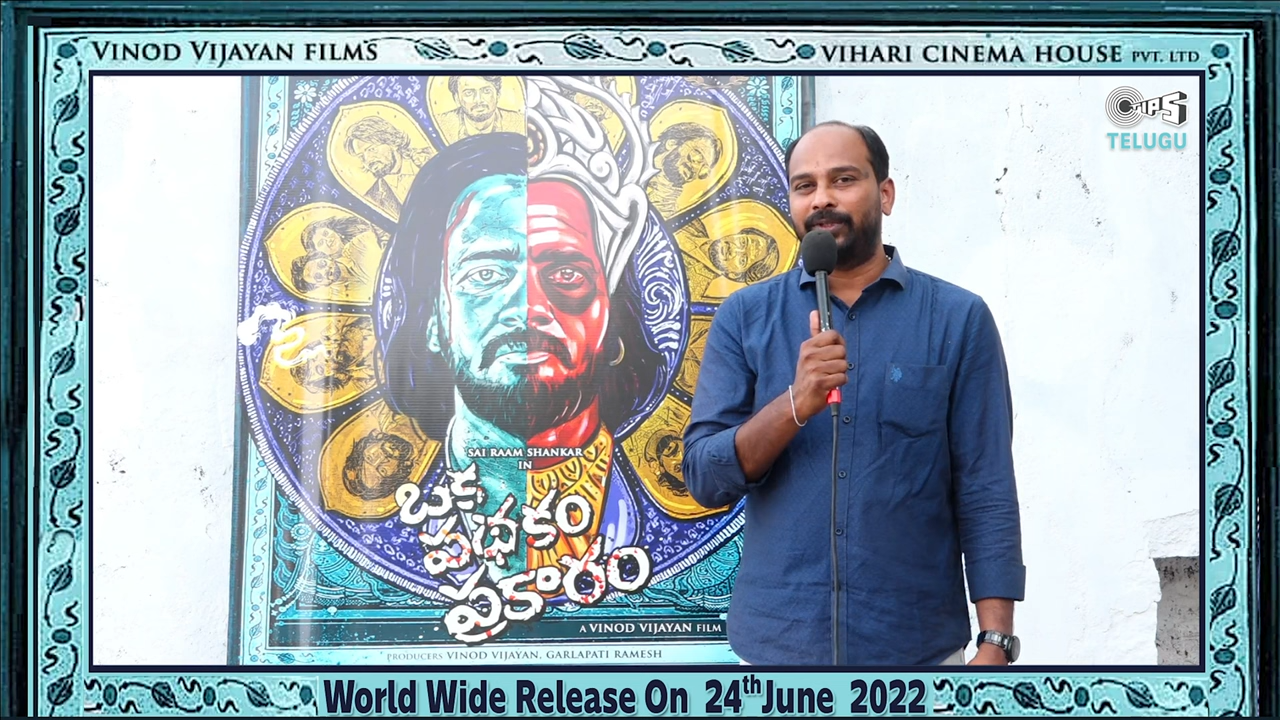 VINOD VIJAYAN FILMS
VIHARI CINEMA HOUSE PVT. LTD
TIPS
TELUGU
SAI RAAM SHANKAR
IN
ఒక
పథకం
ప్రకారం
A VINOD VIJAYAN FILM
PRODUCERS VINOD VIJAYAN, GARLAPATI RAMESH
World Wide Release On 24th June 2022